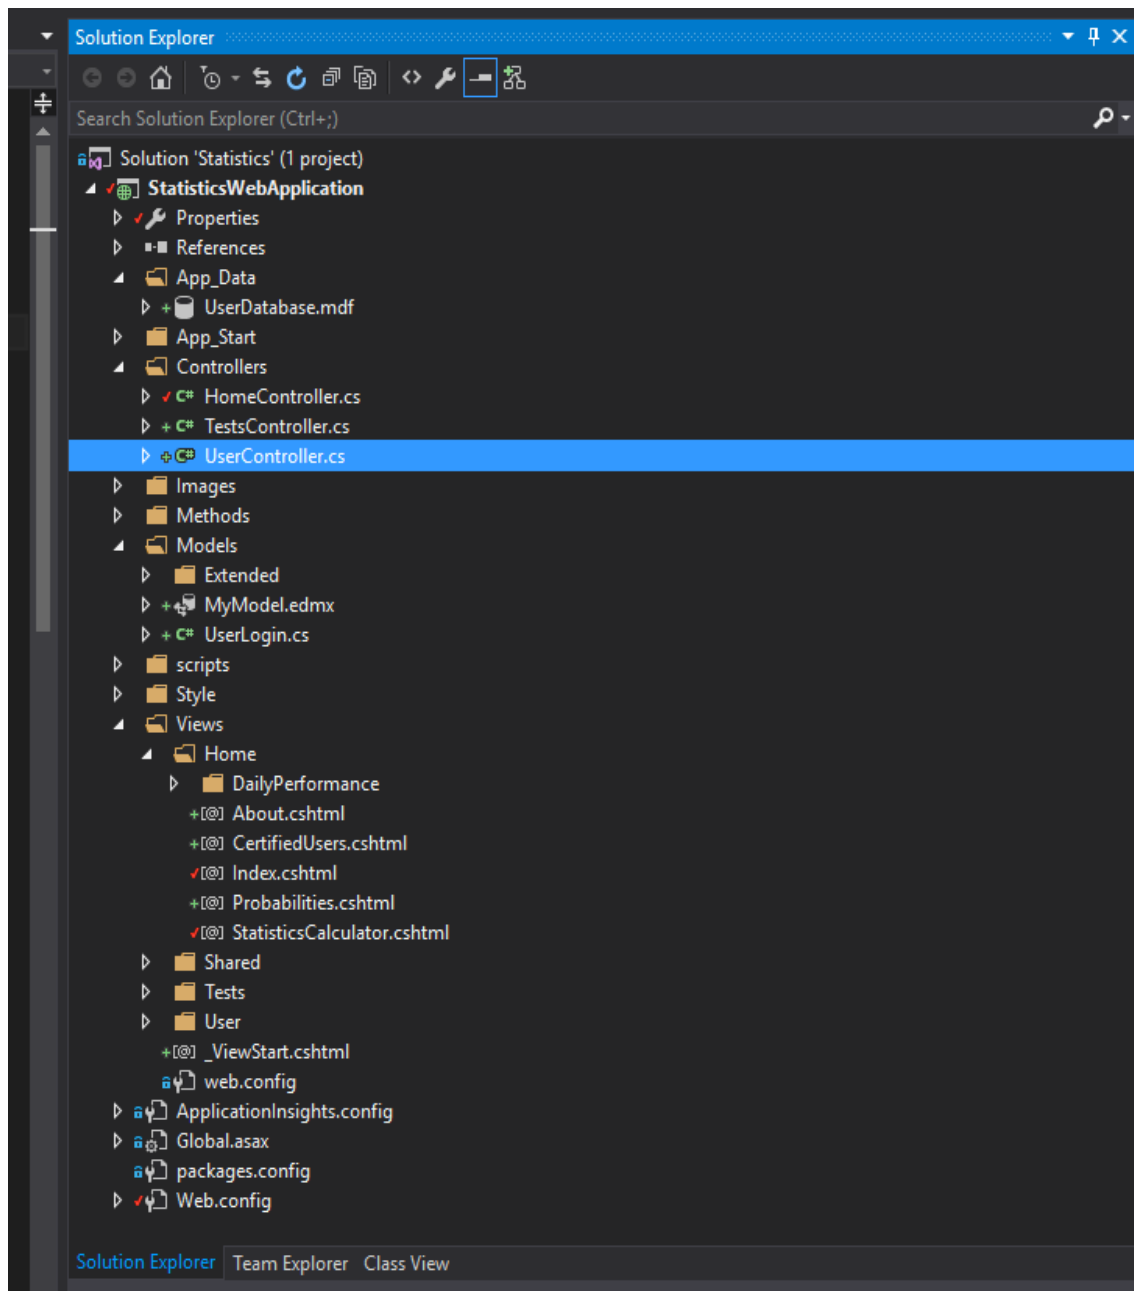 Solution Explorer
Search Solution Explorer (Ctrl+;)
Solution 'Statistics' (1 project)
StatisticsWebApplication
Properties
References
App_Data
UserDatabase.mdf
App_Start
Controllers
C# HomeController.cs
C# TestsController.cs
C# UserController.cs
Images
Methods
Models
Extended
MyModel.edmx
C# UserLogin.cs
scripts
Style
Views
Home
DailyPerformance
[@] About.cshtml
[@] CertifiedUsers.cshtml
[@] Index.cshtml
[@] Probabilities.cshtml
[@] StatisticsCalculator.cshtml
Shared
Tests
User
[@] _ViewStart.cshtml
web.config
ApplicationInsights.config
Global.asax
packages.config
Web.config
Solution Explorer Team Explorer Class View